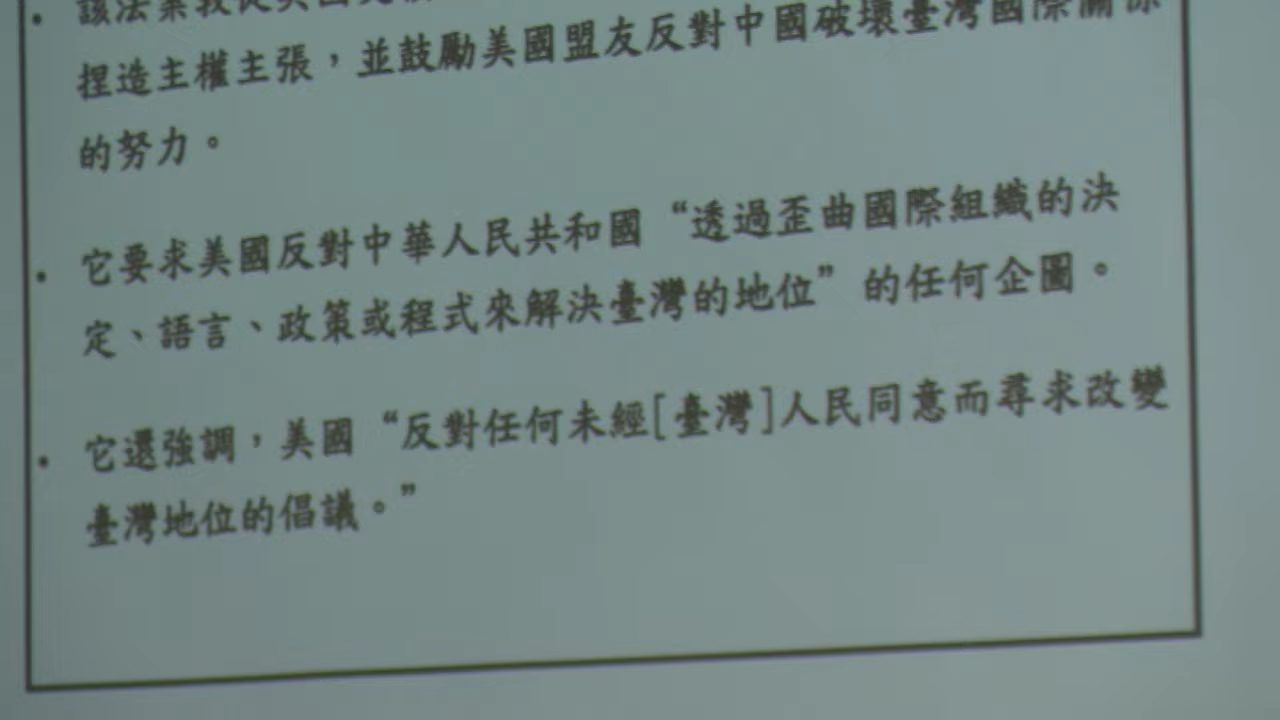 捏造主權主張，並鼓勵美國盟友反對中國破壞臺灣國際關係
的努力。
• 它要求美國反對中華人民共和國“透過歪曲國際組織的決
定、語言、政策或程式來解決臺灣的地位”的任何企圖。
• 它還強調，美國“反對任何未經[臺灣]人民同意而尋求改變
臺灣地位的倡議。”